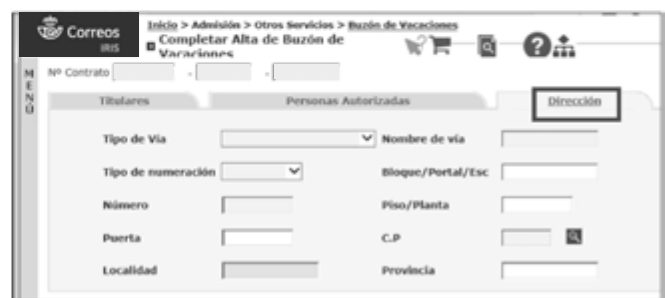 Correos
IRIS
Inicio > Admisión > Otros Servicios > Buzón de Vacaciones
Completar Alta de Buzón de
Vacaciones
?
MENÚ
Nº Contrato - -
Titulares Personas Autorizadas Dirección
Tipo de Via Nombre de vía
Tipo de numeración Bloque/Portal/Esc
Número Piso/Planta
Puerta C.P
Localidad Provincia